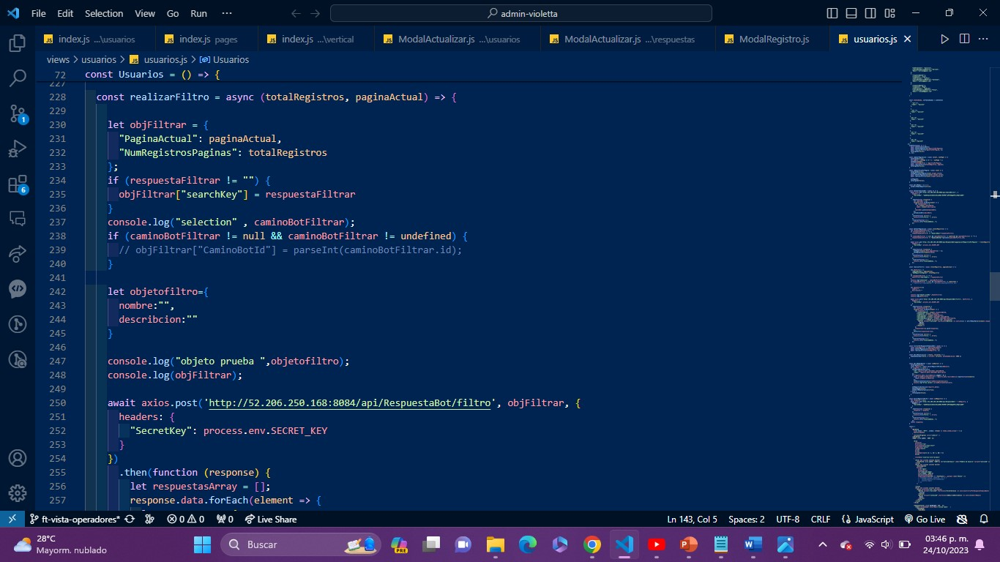 File Edit Selection View Go Run ··· admin-violetta
index.js ...\usuarios index.js pages index.js ...\vertical ModalActualizar.js ...\usuarios ModalActualizar.js ...\respuestas ModalRegistro.js usuarios.js
views > usuarios > usuarios.js > Usuarios
72 const Usuarios = () => {
227
228 const realizarFiltro = async (totalRegistros, paginaActual) => {
229
230 let objFiltrar = {
231 "PaginaActual": paginaActual,
232 "NumRegistrosPaginas": totalRegistros
233 };
234 if (respuestaFiltrar != "") {
235 objFiltrar["searchKey"] = respuestaFiltrar
236 }
237 console.log("selection" , caminoBotFiltrar);
238 if (caminoBotFiltrar != null && caminoBotFiltrar != undefined) {
239 // objFiltrar["CaminoBotId"] = parseInt(caminoBotFiltrar.id);
240 }
241
242 let objetofiltro={
243 nombre:"",
244 describcion:""
245 }
246
247 console.log("objeto prueba ",objetofiltro);
248 console.log(objFiltrar);
249
250 await axios.post('http://52.206.250.168:8084/api/RespuestaBot/filtro', objFiltrar, {
251 headers: {
252 "SecretKey": process.env.SECRET_KEY
253 }
254 })
255 .then(function (response) {
256 let respuestasArray = [];
257 response.data.forEach(element => {
1
6
ft-vista-operadores* 0 0 0 Live Share Ln 143, Col 5 Spaces: 2 UTF-8 CRLF JavaScript Go Live
28°C
Mayorm. nublado
Buscar
PRE
03:46 p. m.
24/10/2023